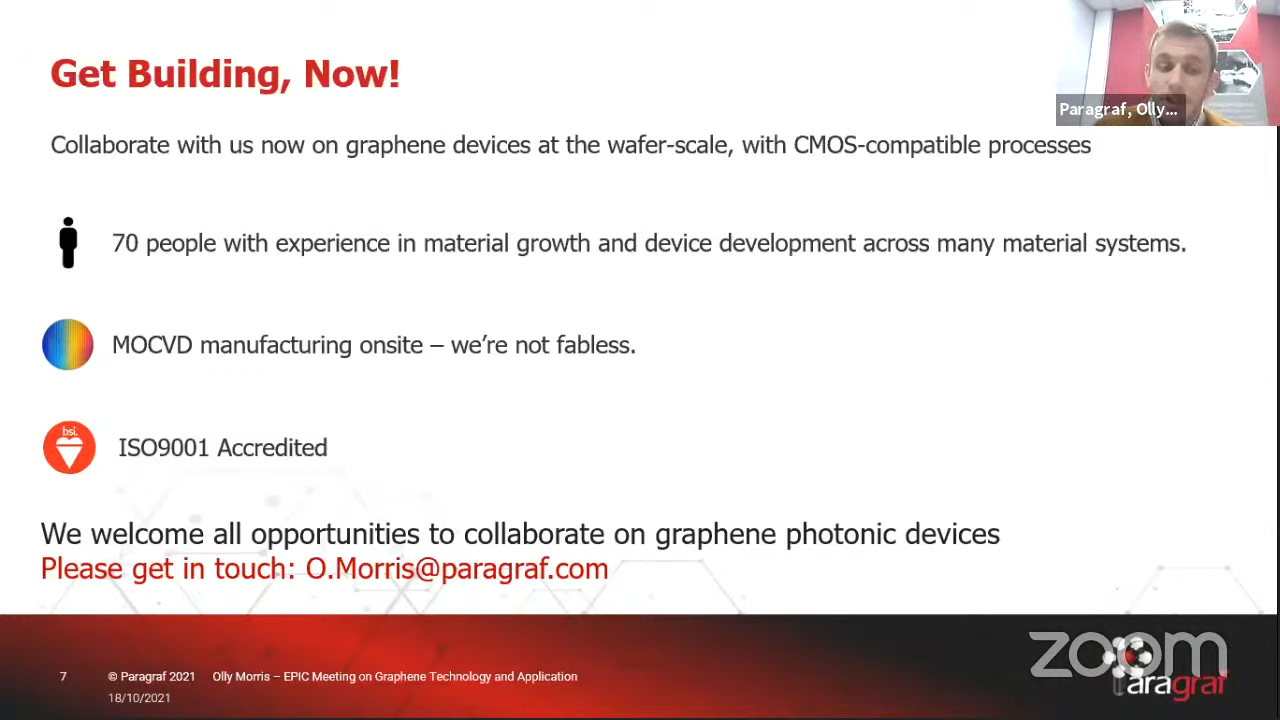 Get Building, Now!
Paragraf, Olly...
Collaborate with us now on graphene devices at the wafer-scale, with CMOS-compatible processes
70 people with experience in material growth and device development across many material systems.
MOCVD manufacturing onsite – we're not fabless.
bsi.
ISO9001 Accredited
We welcome all opportunities to collaborate on graphene photonic devices
Please get in touch: O.Morris@paragraf.com
zoom
Paragraf
7 © Paragraf 2021 Olly Morris – EPIC Meeting on Graphene Technology and Application
18/10/2021